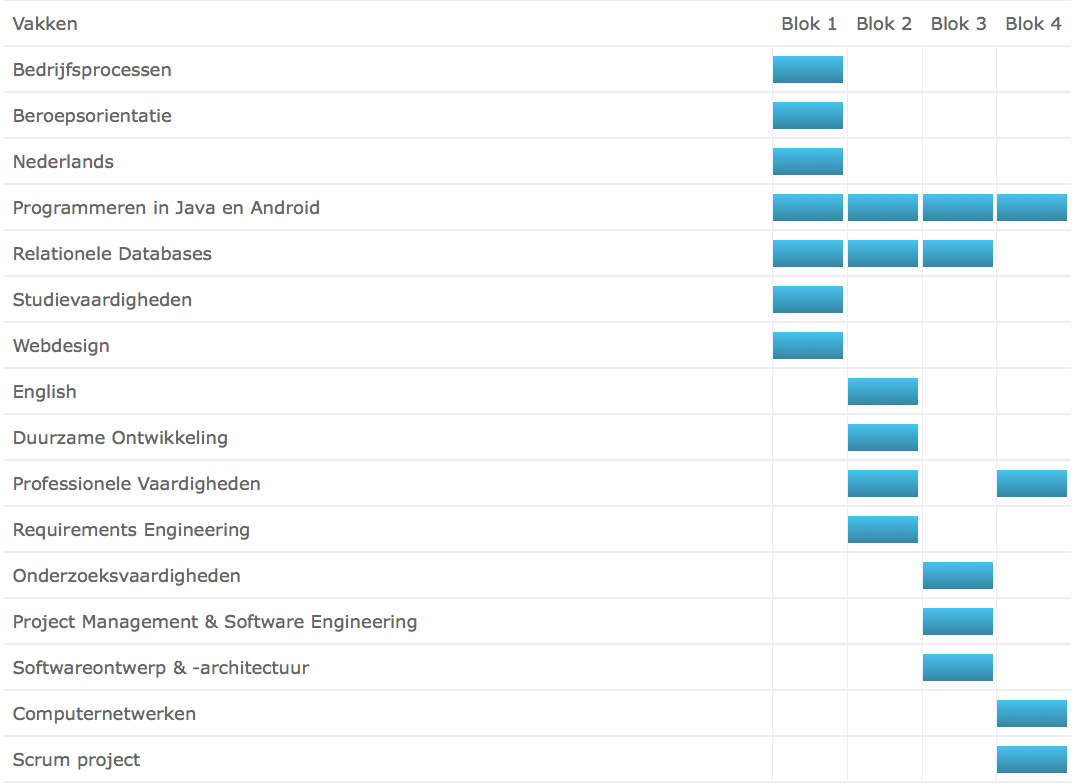 Vakken Blok 1 Blok 2 Blok 3 Blok 4
Bedrijfsprocessen
Beroepsorientatie
Nederlands
Programmeren in Java en Android
Relationele Databases
Studievaardigheden
Webdesign
English
Duurzame Ontwikkeling
Professionele Vaardigheden
Requirements Engineering
Onderzoeksvaardigheden
Project Management & Software Engineering
Softwareontwerp & -architectuur
Computernetwerken
Scrum project